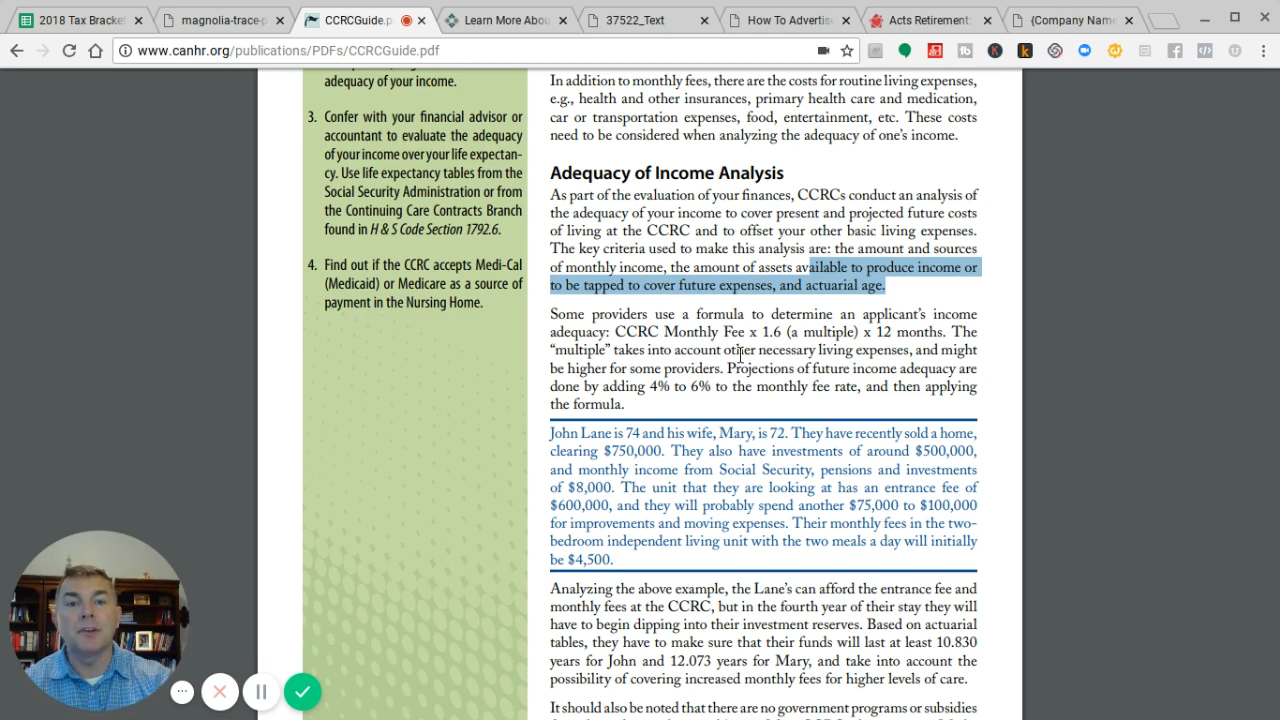 2018 Tax Bracket
magnolia-trace-p
CCRCGuide.p
Learn More Abou
37522_Text
How To Advertise
Acts Retirement
{Company Name
www.canhr.org/publications/PDFs/CCRCGuide.pdf
adequacy of your income.
3. Confer with your financial advisor or
accountant to evaluate the adequacy
of your income over your life expectan-
cy. Use life expectancy tables from the
Social Security Administration or from
the Continuing Care Contracts Branch
found in H & S Code Section 1792.6.
4. Find out if the CCRC accepts Medi-Cal
(Medicaid) or Medicare as a source of
payment in the Nursing Home.
In addition to monthly fees, there are the costs for routine living expenses,
e.g., health and other insurances, primary health care and medication,
car or transportation expenses, food, entertainment, etc. These costs
need to be considered when analyzing the adequacy of one's income.
Adequacy of Income Analysis
As part of the evaluation of your finances, CCRCs conduct an analysis of
the adequacy of your income to cover present and projected future costs
of living at the CCRC and to offset your other basic living expenses.
The key criteria used to make this analysis are: the amount and sources
of monthly income, the amount of assets available to produce income or
to be tapped to cover future expenses, and actuarial age.
Some providers use a formula to determine an applicant's income
adequacy: CCRC Monthly Fee x 1.6 (a multiple) x 12 months. The
"multiple" takes into account other necessary living expenses, and might
be higher for some providers. Projections of future income adequacy are
done by adding 4% to 6% to the monthly fee rate, and then applying
the formula.
John Lane is 74 and his wife, Mary, is 72. They have recently sold a home,
clearing $750,000. They also have investments of around $500,000,
and monthly income from Social Security, pensions and investments
of $8,000. The unit that they are looking at has an entrance fee of
$600,000, and they will probably spend another $75,000 to $100,000
for improvements and moving expenses. Their monthly fees in the two-
bedroom independent living unit with the two meals a day will initially
be $4,500.
Analyzing the above example, the Lane's can afford the entrance fee and
monthly fees at the CCRC, but in the fourth year of their stay they will
have to begin dipping into their investment reserves. Based on actuarial
tables, they have to make sure that their funds will last at least 10.830
years for John and 12.073 years for Mary, and take into account the
possibility of covering increased monthly fees for higher levels of care.
It should also be noted that there are no government programs or subsidies